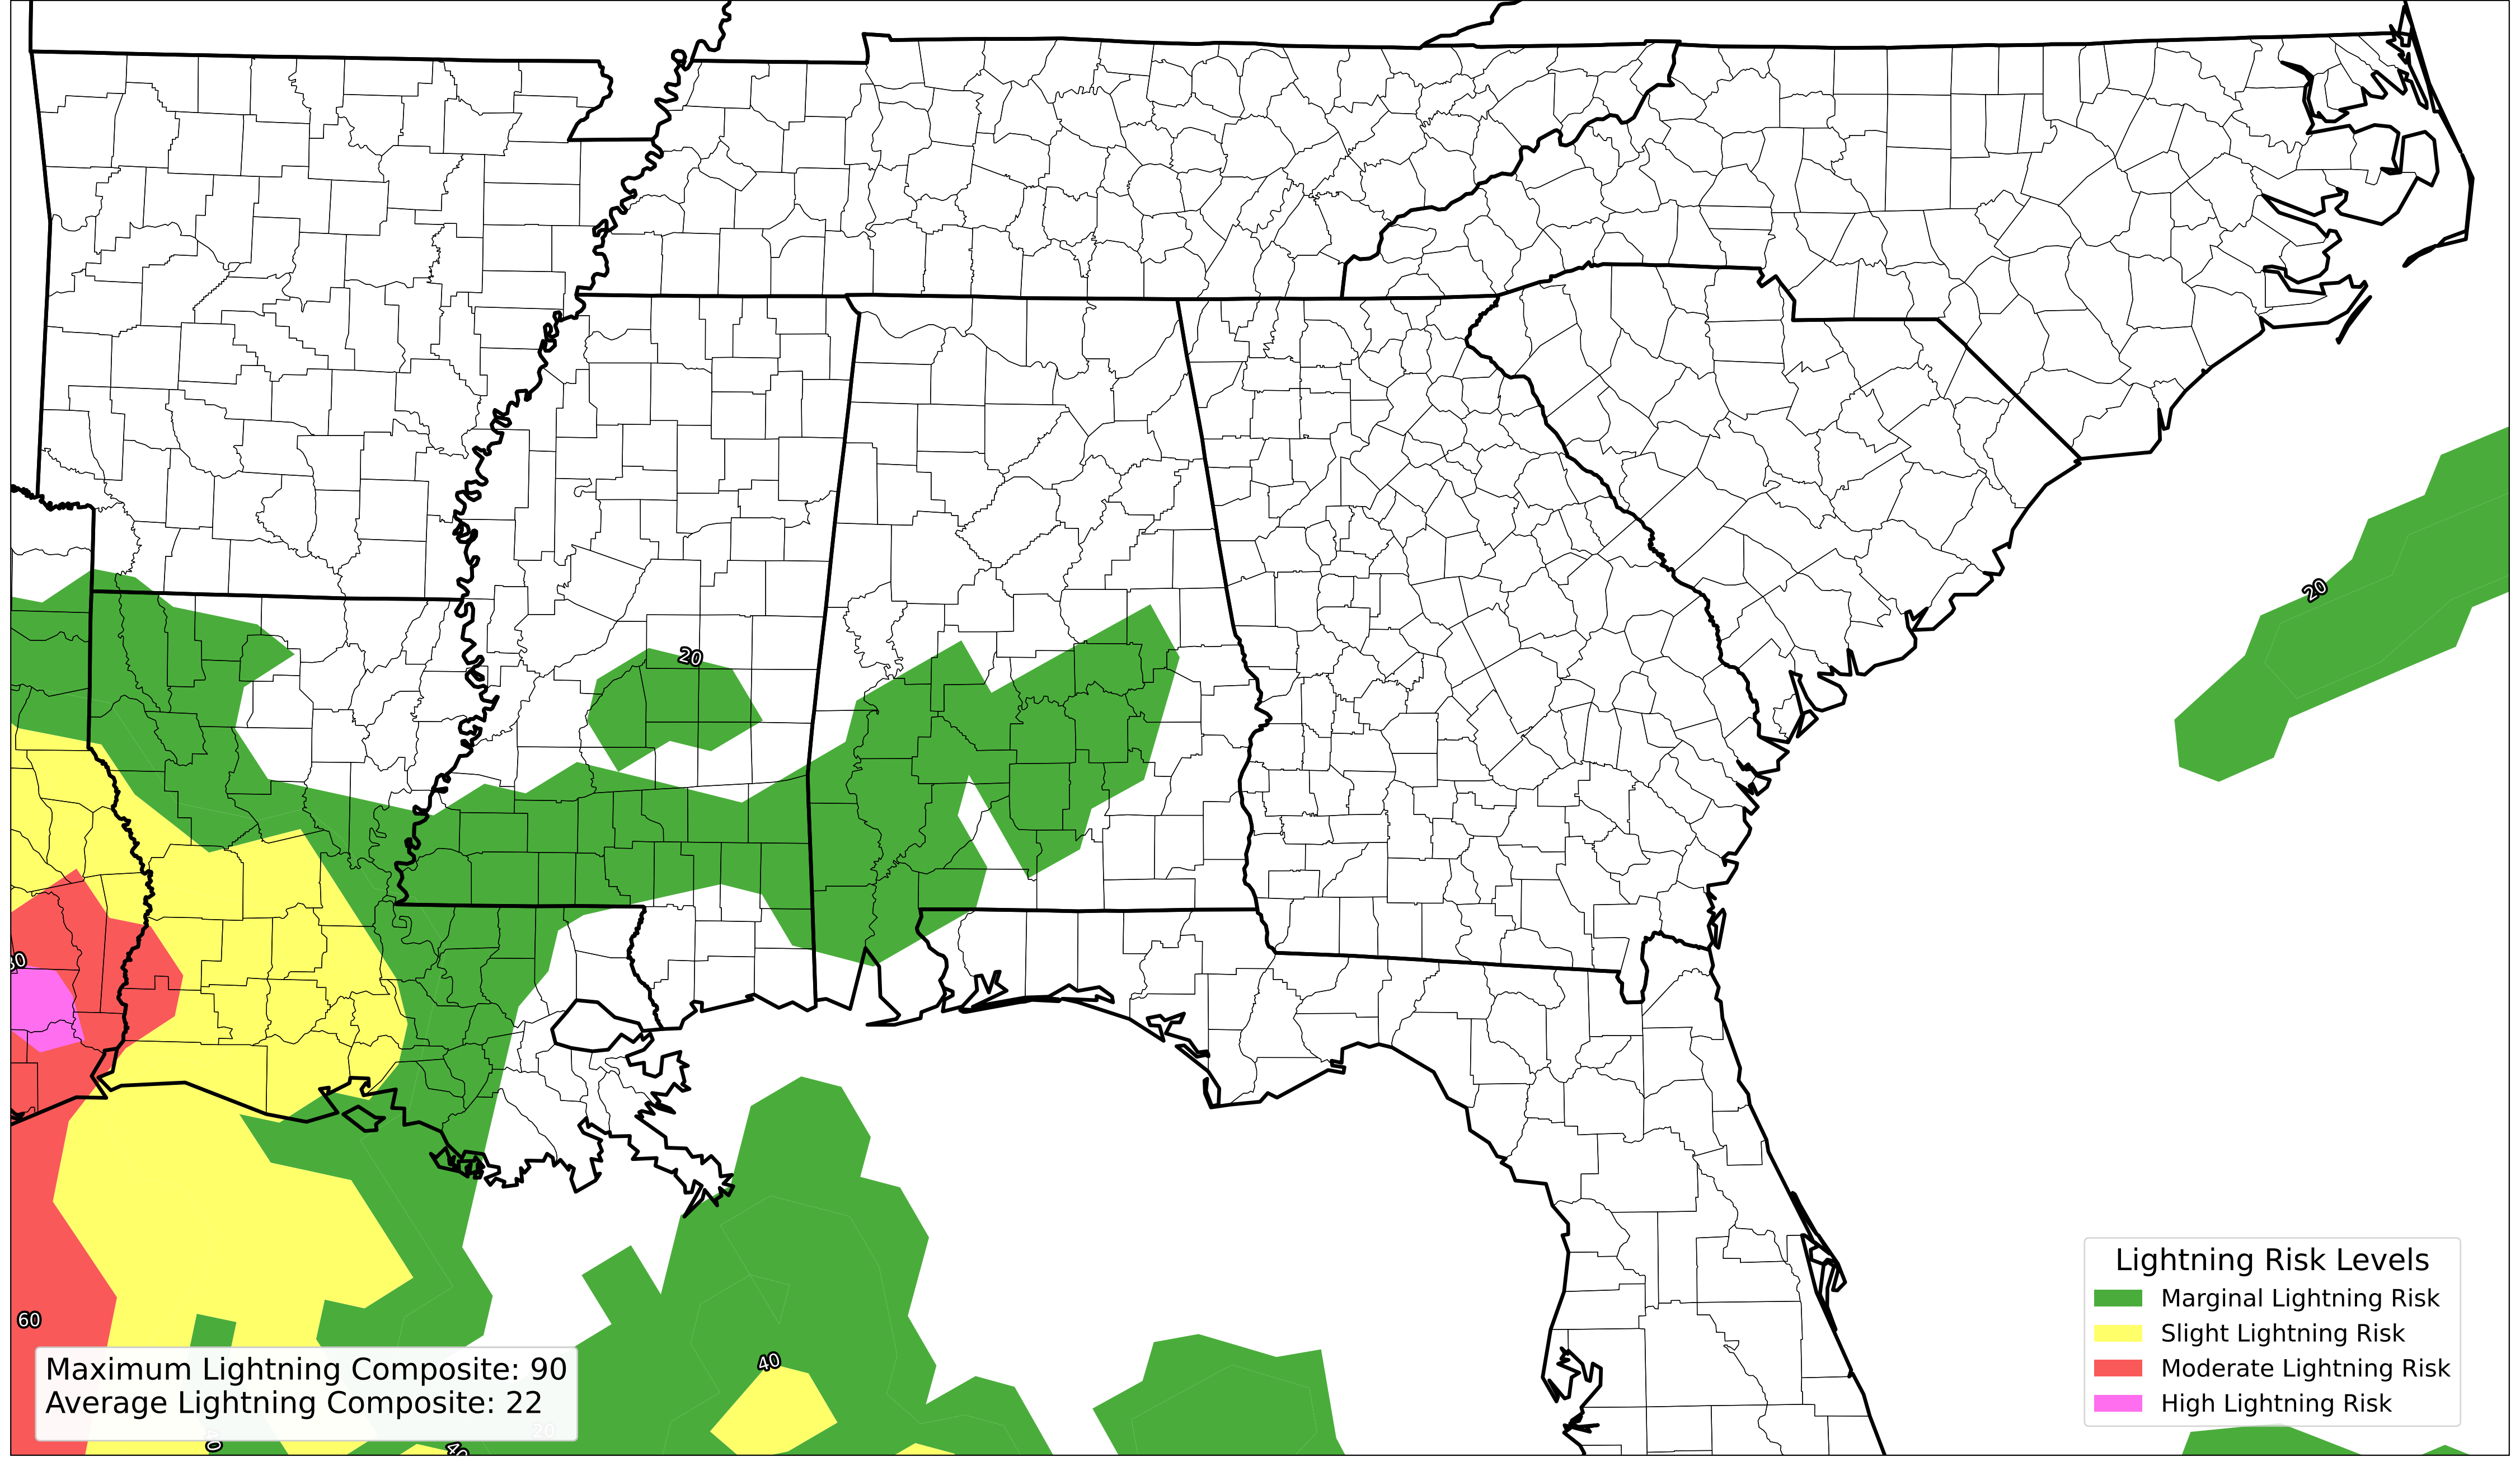 20
20
60
40
Maximum Lightning Composite: 90
Average Lightning Composite: 22
Lightning Risk Levels
Marginal Lightning Risk
Slight Lightning Risk
Moderate Lightning Risk
High Lightning Risk
20